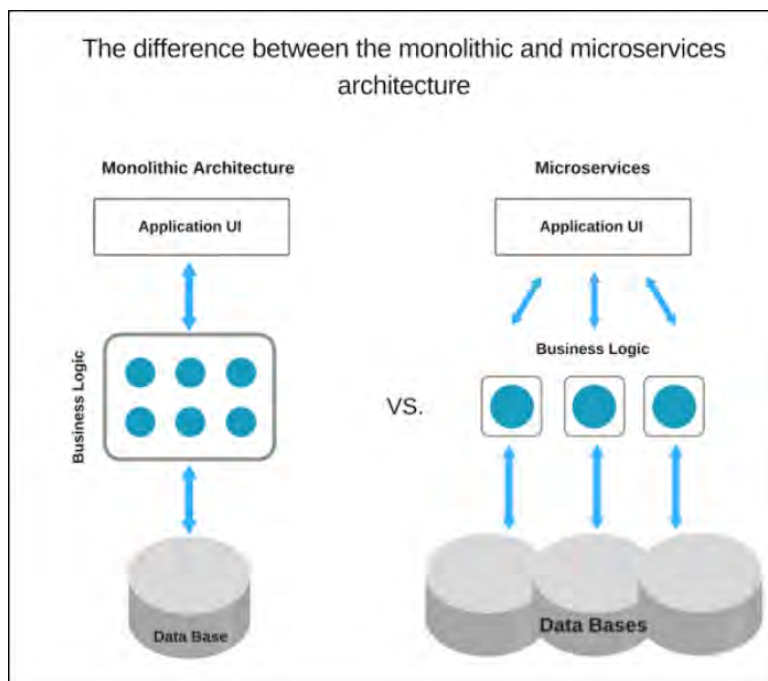 The difference between the monolithic and microservices
architecture
Monolithic Architecture
Application UI
Business Logic
Data Base
VS.
Microservices
Application UI
Business Logic
Data Bases